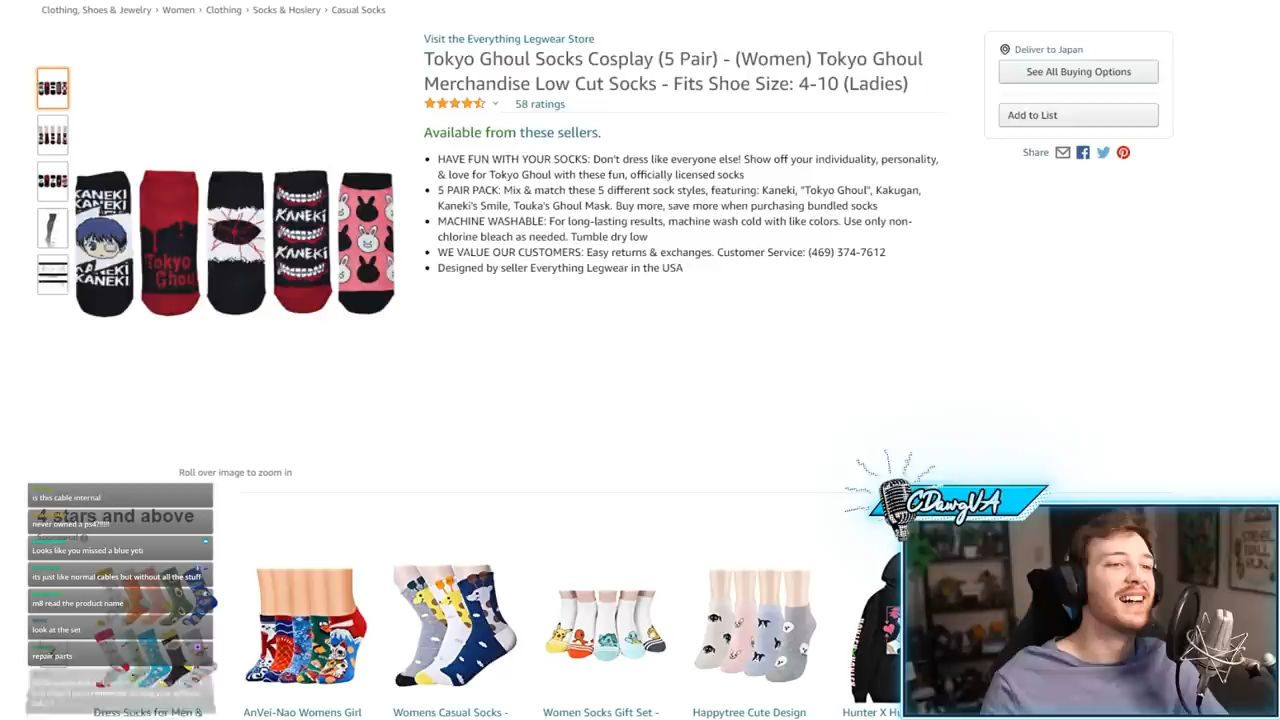 Clothing, Shoes & Jewelry › Women › Clothing › Socks & Hosiery › Casual Socks
Visit the Everything Legwear Store
Tokyo Ghoul Socks Cosplay (5 Pair) - (Women) Tokyo Ghoul
Merchandise Low Cut Socks - Fits Shoe Size: 4-10 (Ladies)
58 ratings
Available from these sellers.
• HAVE FUN WITH YOUR SOCKS: Don't dress like everyone else! Show off your individuality, personality,
& love for Tokyo Ghoul with these fun, officially licensed socks
• 5 PAIR PACK: Mix & match these 5 different sock styles, featuring: Kaneki, "Tokyo Ghoul", Kakugan,
Kaneki's Smile, Touka's Ghoul Mask. Buy more, save more when purchasing bundled socks
• MACHINE WASHABLE: For long-lasting results, machine wash cold with like colors. Use only non-
chlorine bleach as needed. Tumble dry low
• WE VALUE OUR CUSTOMERS: Easy returns & exchanges. Customer Service: (469) 374-7612
• Designed by seller Everything Legwear in the USA
Deliver to Japan
See All Buying Options
Add to List
Share
KANEKI
KANEKI
KANEKI
Tokyo
Ghoul
KANEKI
KANEKI
Roll over image to zoom in
4 stars and above
is this cable internal
never owned a ps4?!!!!!
Looks like you missed a blue yeti
its just like normal cables but without all the stuff
m8 read the product name
look at the set
repair parts
CDawgVA
Dress Socks for Men &
AnVei-Nao Womens Girl
Womens Casual Socks -
Women Socks Gift Set -
Happytree Cute Design
Hunter X